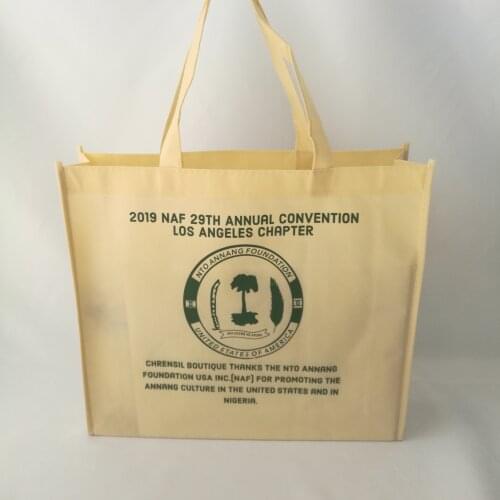 2019 NAF 29TH ANNUAL CONVENTION
LOS ANGELES CHAPTER
NTO ANNANG FOUNDATION
UNITED STATES OF AMERICA
CHRENSIL BOUTIQUE THANKS THE NTO ANNANG
FOUNDATION USA INC.[NAF] FOR PROMOTING THE
ANNANG CULTURE IN THE UNITED STATES AND IN
NIGERIA.